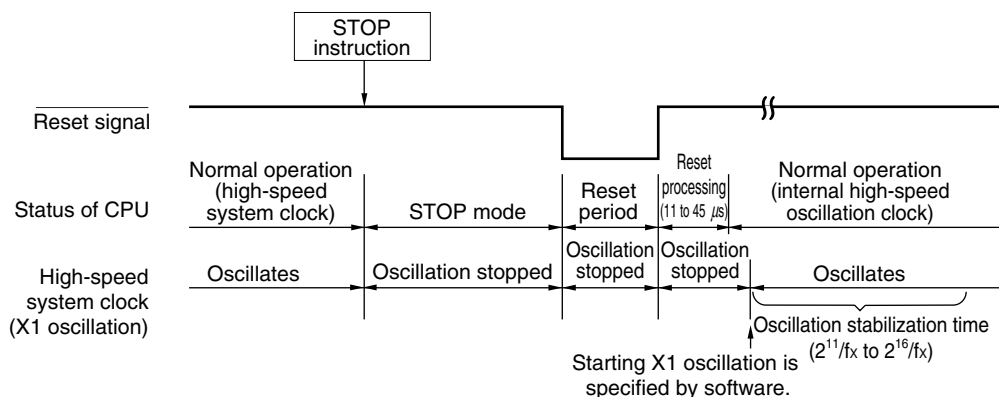 STOP
instruction
Reset signal
Status of CPU
Normal operation
(high-speed
system clock)
STOP mode
Reset
period
Reset
processing
(11 to 45 μs)
Normal operation
(internal high-speed
oscillation clock)
High-speed
system clock
(X1 oscillation)
Oscillates
Oscillation stopped
Oscillation
stopped
Oscillation
stopped
Oscillates
Oscillation stabilization time
(2¹¹/fx to 2¹⁶/fx)
Starting X1 oscillation is
specified by software.